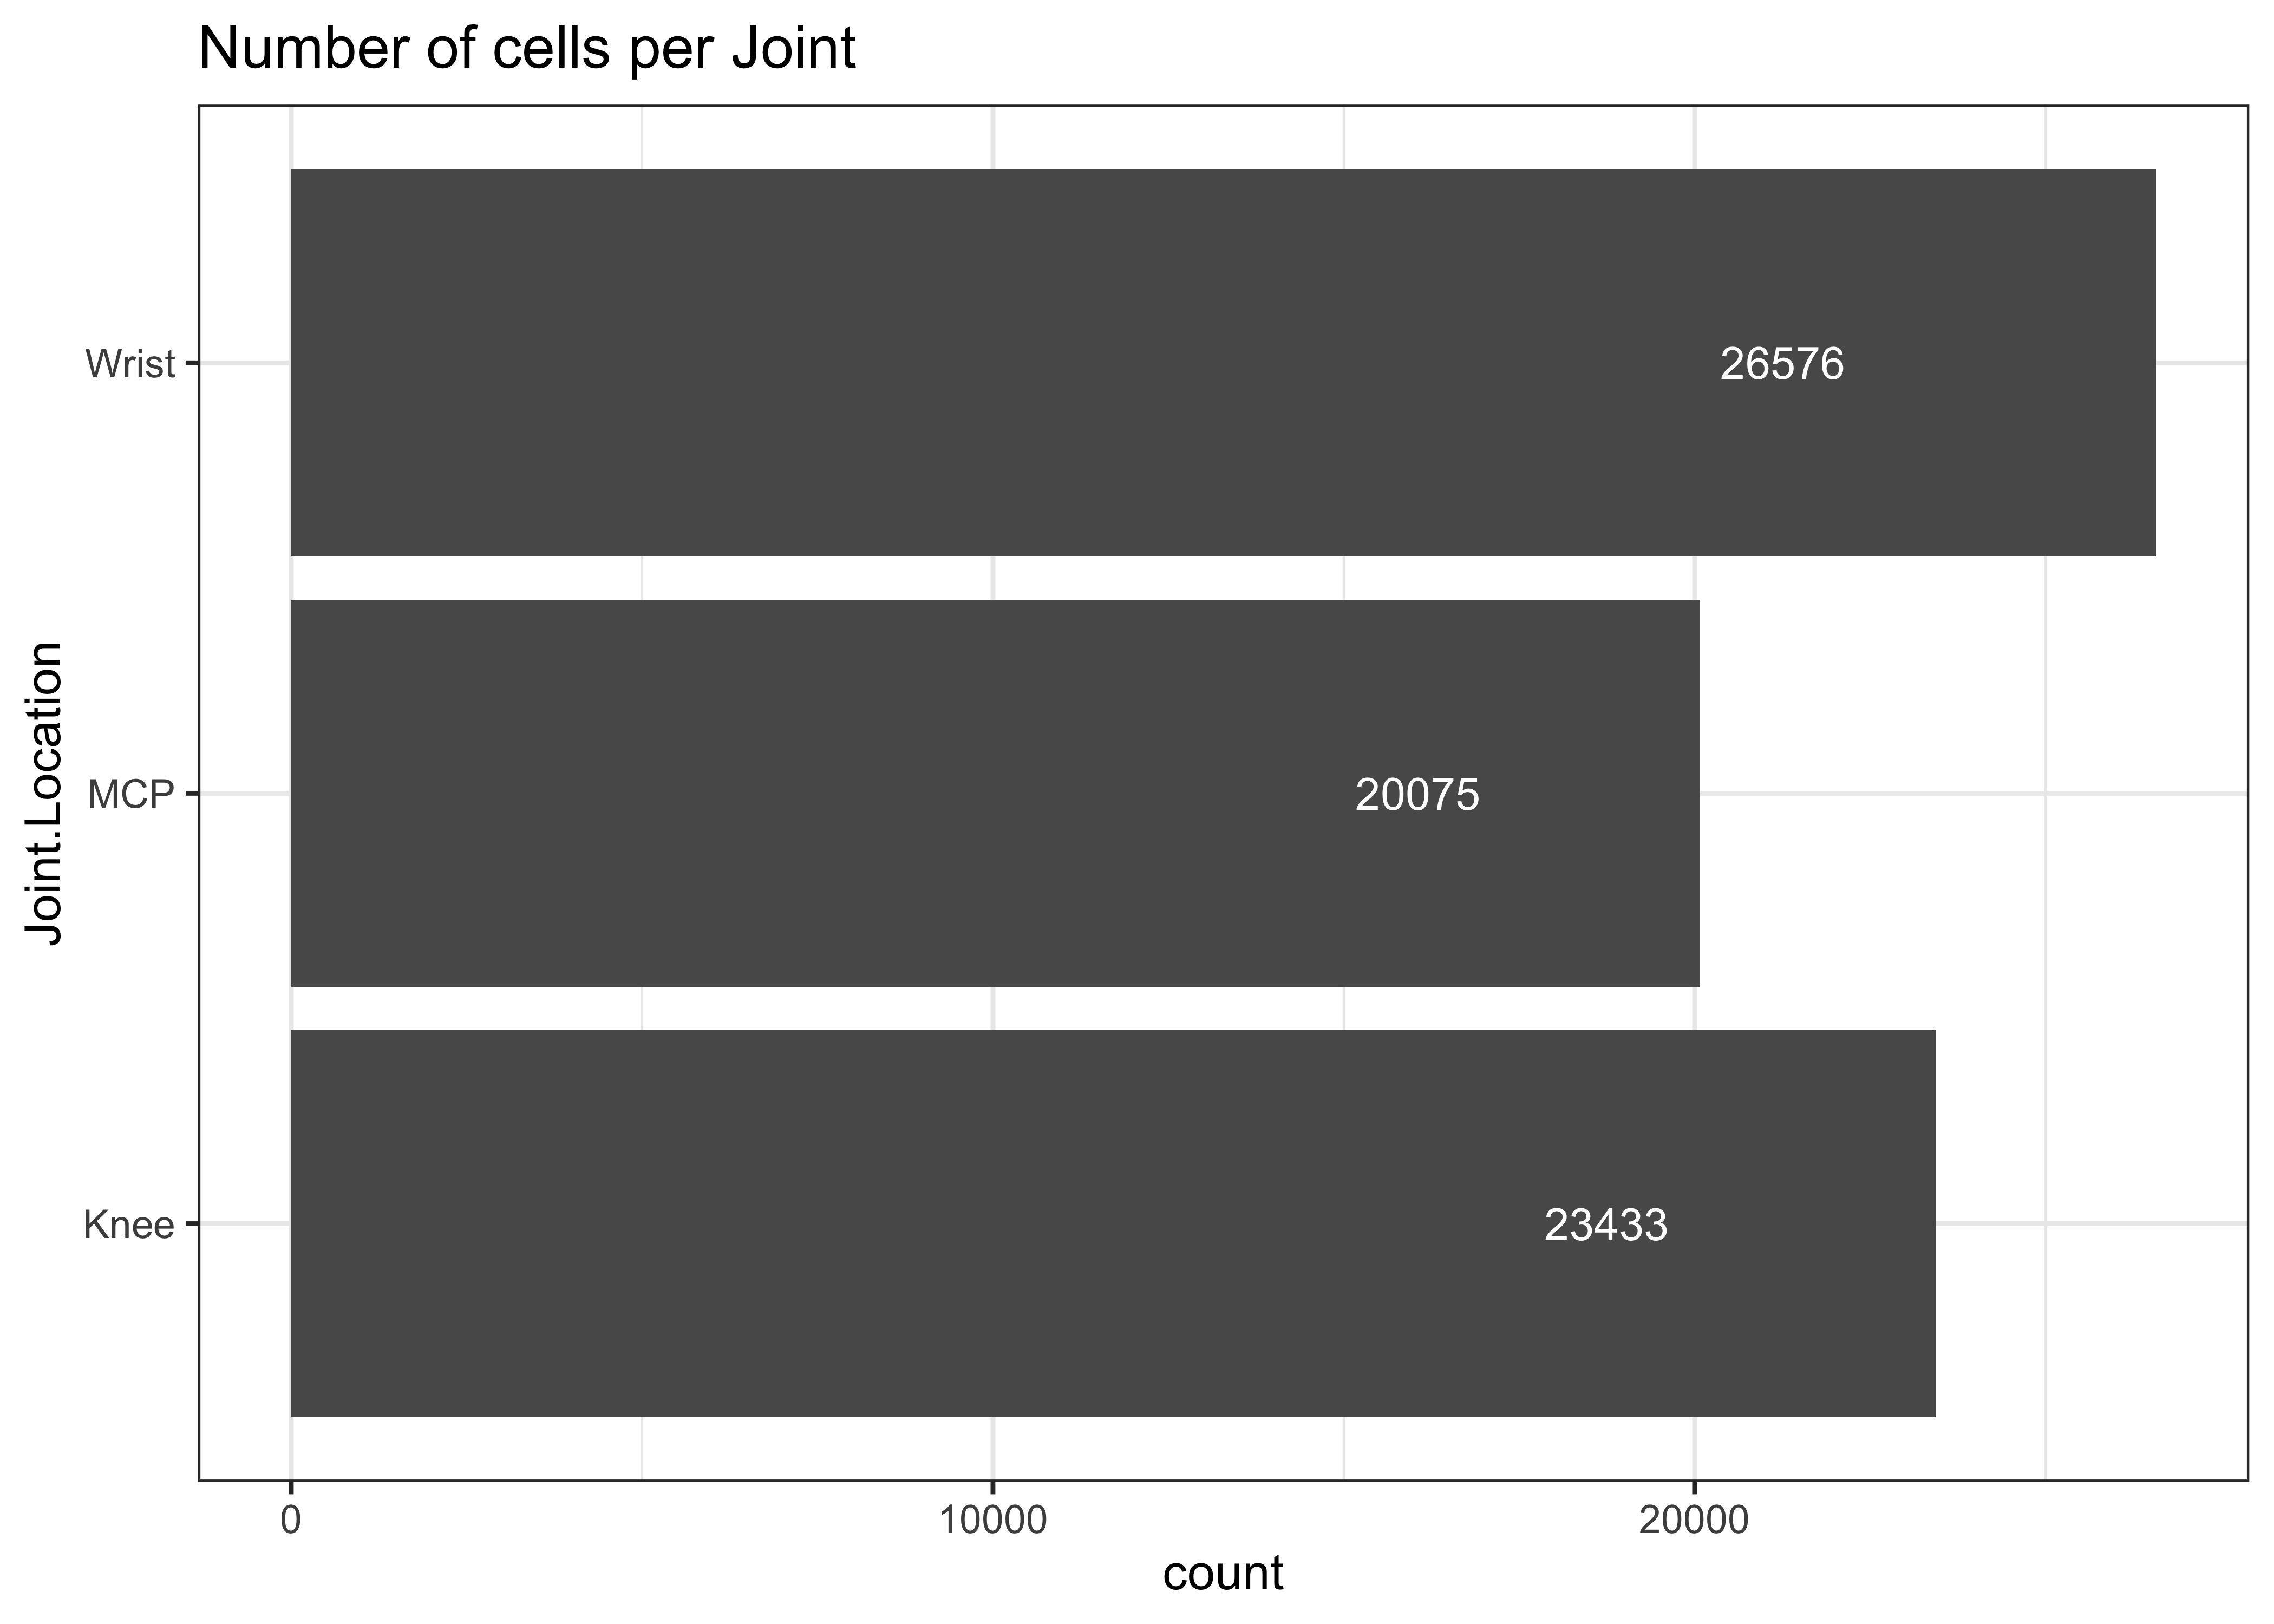 Number of cells per Joint
Joint.Location
Wrist
26576
MCP
20075
Knee
23433
0
10000
20000
count